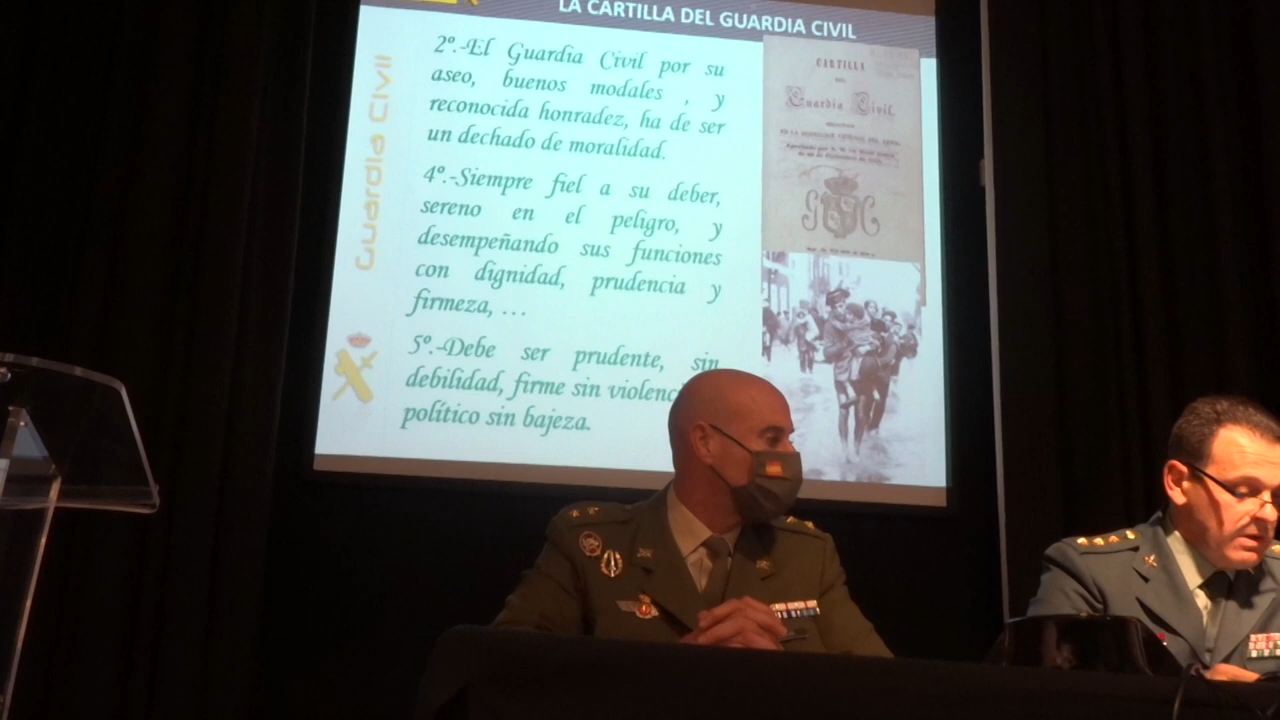 LA CARTILLA DEL GUARDIA CIVIL
2º.-El Guardia Civil por su
aseo, buenos modales , y
reconocida honradez, ha de ser
un dechado de moralidad.
4º.-Siempre fiel a su deber,
sereno en el peligro, y
desempeñando sus funciones
con dignidad, prudencia y
firmeza, ...
5º.-Debe ser prudente, sin
debilidad, firme sin violenc
político sin bajeza.
Guardia Civil
CARTILLA
DEL
Guardia Civil.